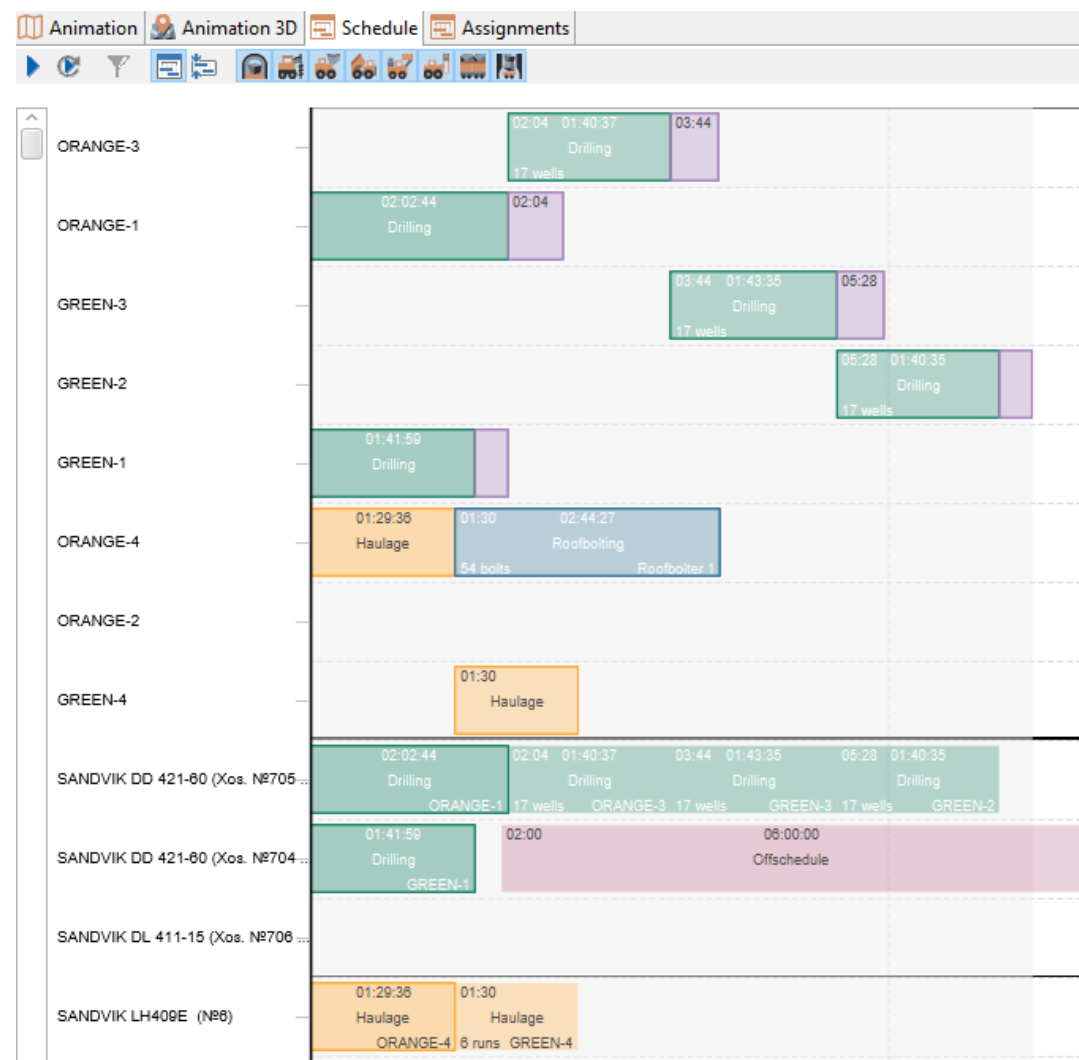 Animation Animation 3D Schedule Assignments
ORANGE-3
02:04 01:40:37 03:44
Drilling
17 wells
ORANGE-1
02:02:44 02:04
Drilling
GREEN-3
03:44 01:43:35 05:28
Drilling
17 wells
GREEN-2
05:28 01:40:35
Drilling
17 wells
GREEN-1
01:41:59
Drilling
ORANGE-4
01:29:36 01:30 02:44:27
Haulage Roofbolting
54 bolts Roofbolter 1
ORANGE-2
GREEN-4
01:30
Haulage
SANDVIK DD 421-60 (Xos. №705 ...
02:02:44 02:04 01:40:37 03:44 01:43:35 05:28 01:40:35
Drilling Drilling Drilling Drilling
ORANGE-1 17 wells ORANGE-3 17 wells GREEN-3 17 wells GREEN-2
SANDVIK DD 421-60 (Xos. №704 ...
01:41:59 02:00 06:00:00
Drilling Offschedule
GREEN-1
SANDVIK DL 411-15 (Xos. №706 ...
SANDVIK LH409E (№6)
01:29:36 01:30
Haulage Haulage
ORANGE-4 6 runs GREEN-4